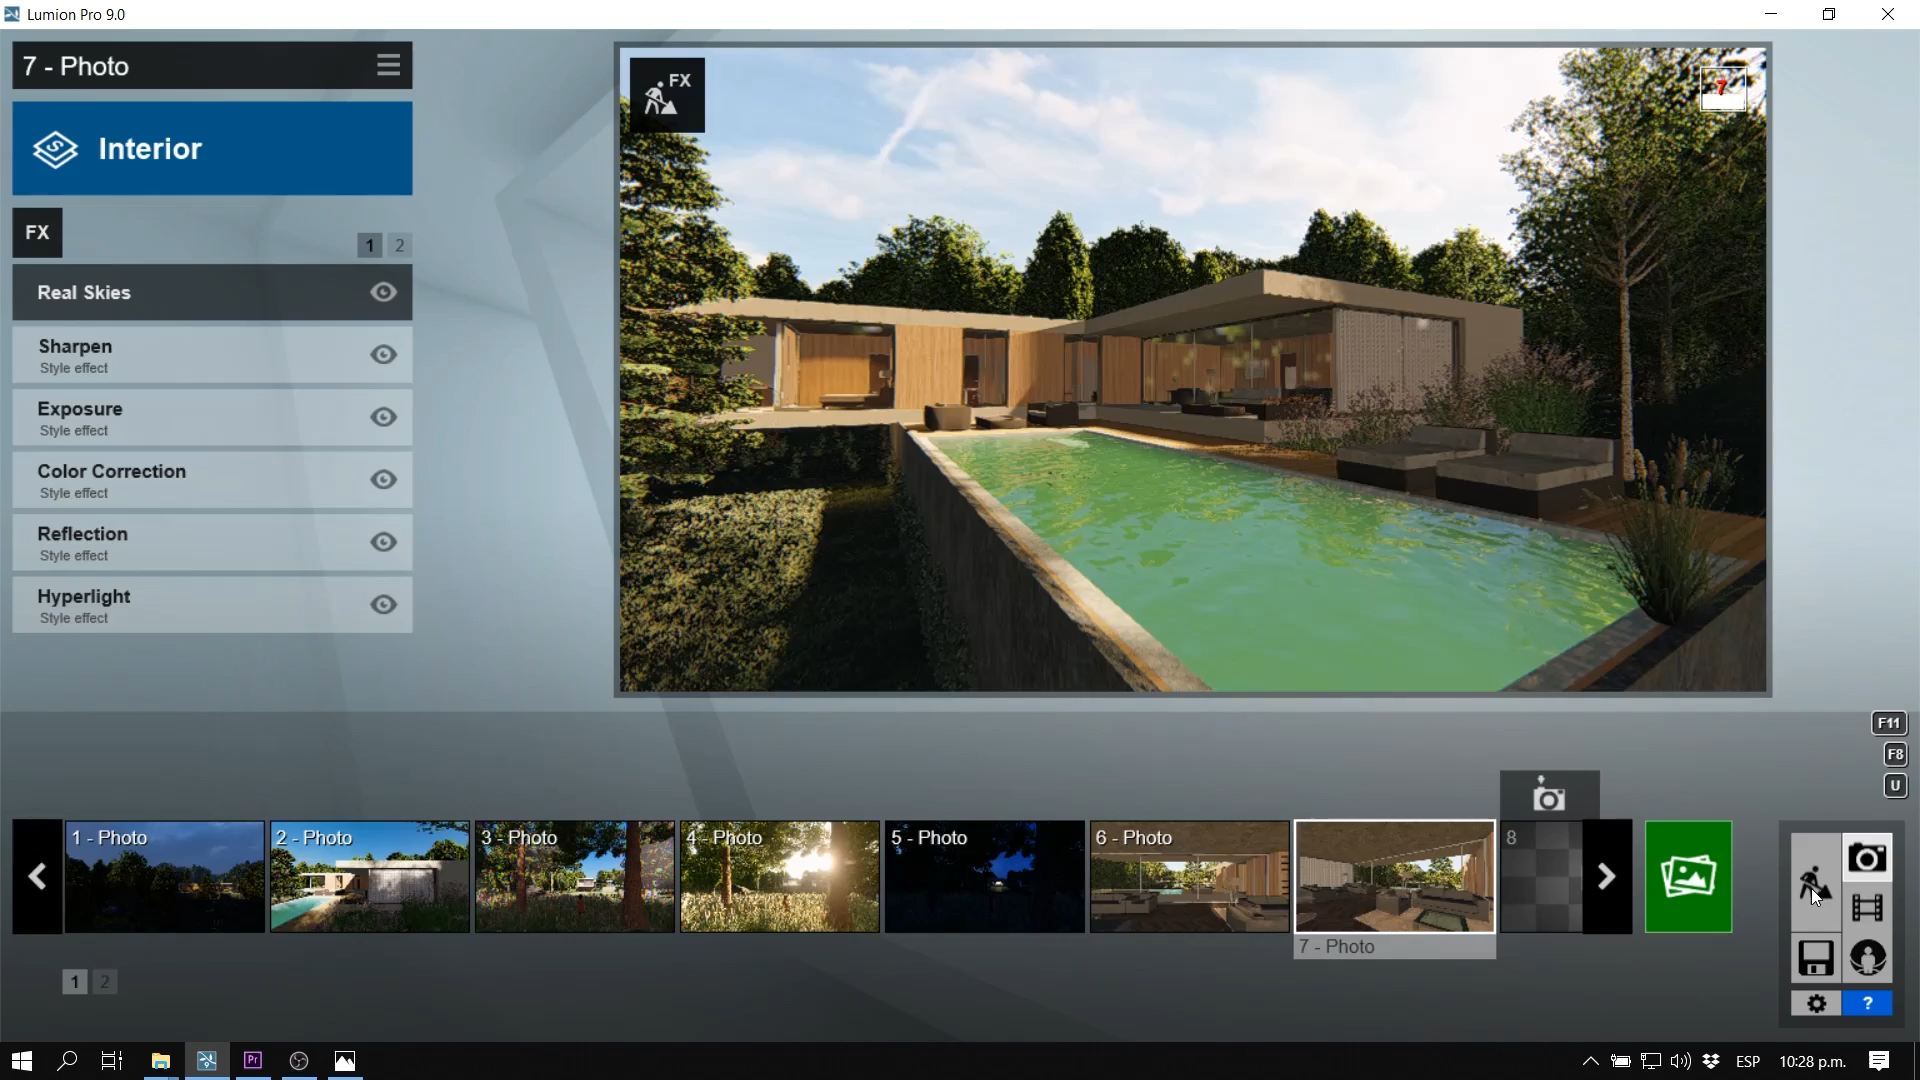 Lumion Pro 9.0
7 - Photo
Interior
FX
1 2
Real Skies
Sharpen
Style effect
Exposure
Style effect
Color Correction
Style effect
Reflection
Style effect
Hyperlight
Style effect
FX
7
F11
F8
U
1 - Photo
2 - Photo
3 - Photo
4 - Photo
5 - Photo
6 - Photo
8
7 - Photo
1 2
?
Pr
ESP
10:28 p.m.